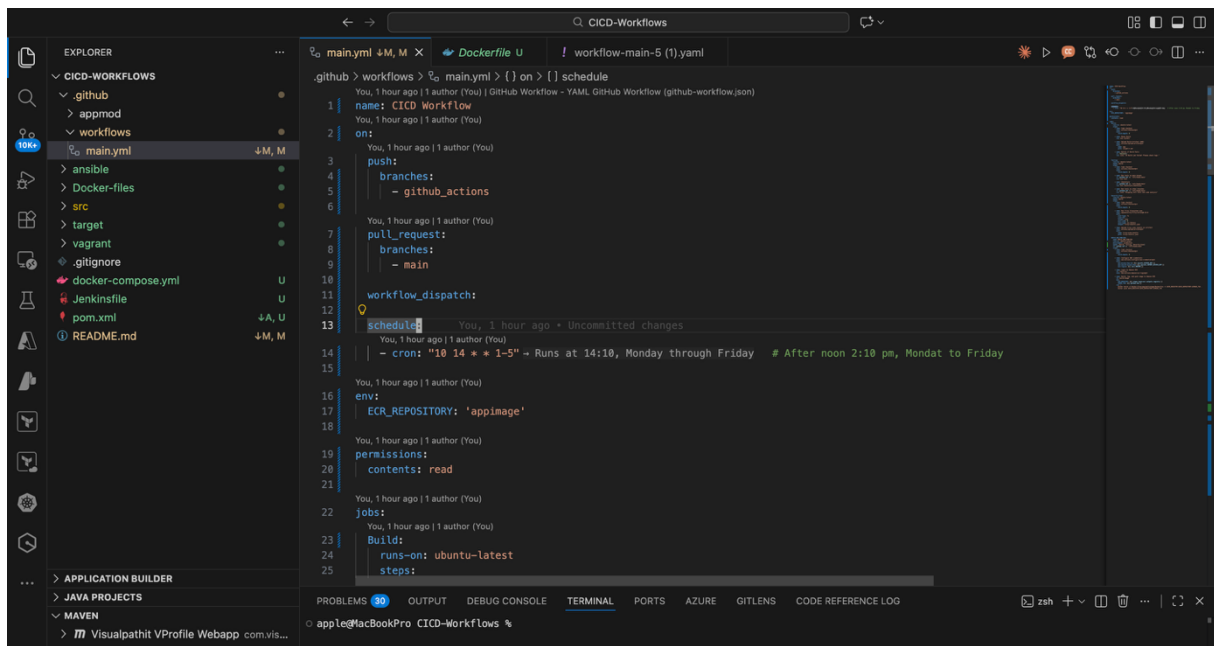 CICD-Workflows
EXPLORER
CICD-WORKFLOWS
.github
appmod
workflows
main.yml ↓M, M
ansible
Docker-files
src
target
vagrant
.gitignore
docker-compose.yml U
Jenkinsfile U
pom.xml ↓A, U
README.md ↓M, M
10K+
APPLICATION BUILDER
JAVA PROJECTS
MAVEN
Visualpathit VProfile Webapp com.vis...
main.yml ↓M, M
Dockerfile U
! workflow-main-5 (1).yaml
.github > workflows > main.yml > { } on > [ ] schedule
You, 1 hour ago | 1 author (You) | GitHub Workflow - YAML GitHub Workflow (github-workflow.json)
1 name: CICD Workflow
You, 1 hour ago | 1 author (You)
2 on:
You, 1 hour ago | 1 author (You)
3 push:
4 branches:
5 - github_actions
6
You, 1 hour ago | 1 author (You)
7 pull_request:
8 branches:
9 - main
10
11 workflow_dispatch:
12
13 schedule: You, 1 hour ago • Uncommitted changes
You, 1 hour ago | 1 author (You)
14 - cron: "10 14 * * 1-5" → Runs at 14:10, Monday through Friday # After noon 2:10 pm, Mondat to Friday
15
You, 1 hour ago | 1 author (You)
16 env:
17 ECR_REPOSITORY: 'appimage'
18
You, 1 hour ago | 1 author (You)
19 permissions:
20 contents: read
21
You, 1 hour ago | 1 author (You)
22 jobs:
You, 1 hour ago | 1 author (You)
23 Build:
24 runs-on: ubuntu-latest
25 steps:
PROBLEMS 30 OUTPUT DEBUG CONSOLE TERMINAL PORTS AZURE GITLENS CODE REFERENCE LOG
zsh
apple@MacBookPro CICD-Workflows %